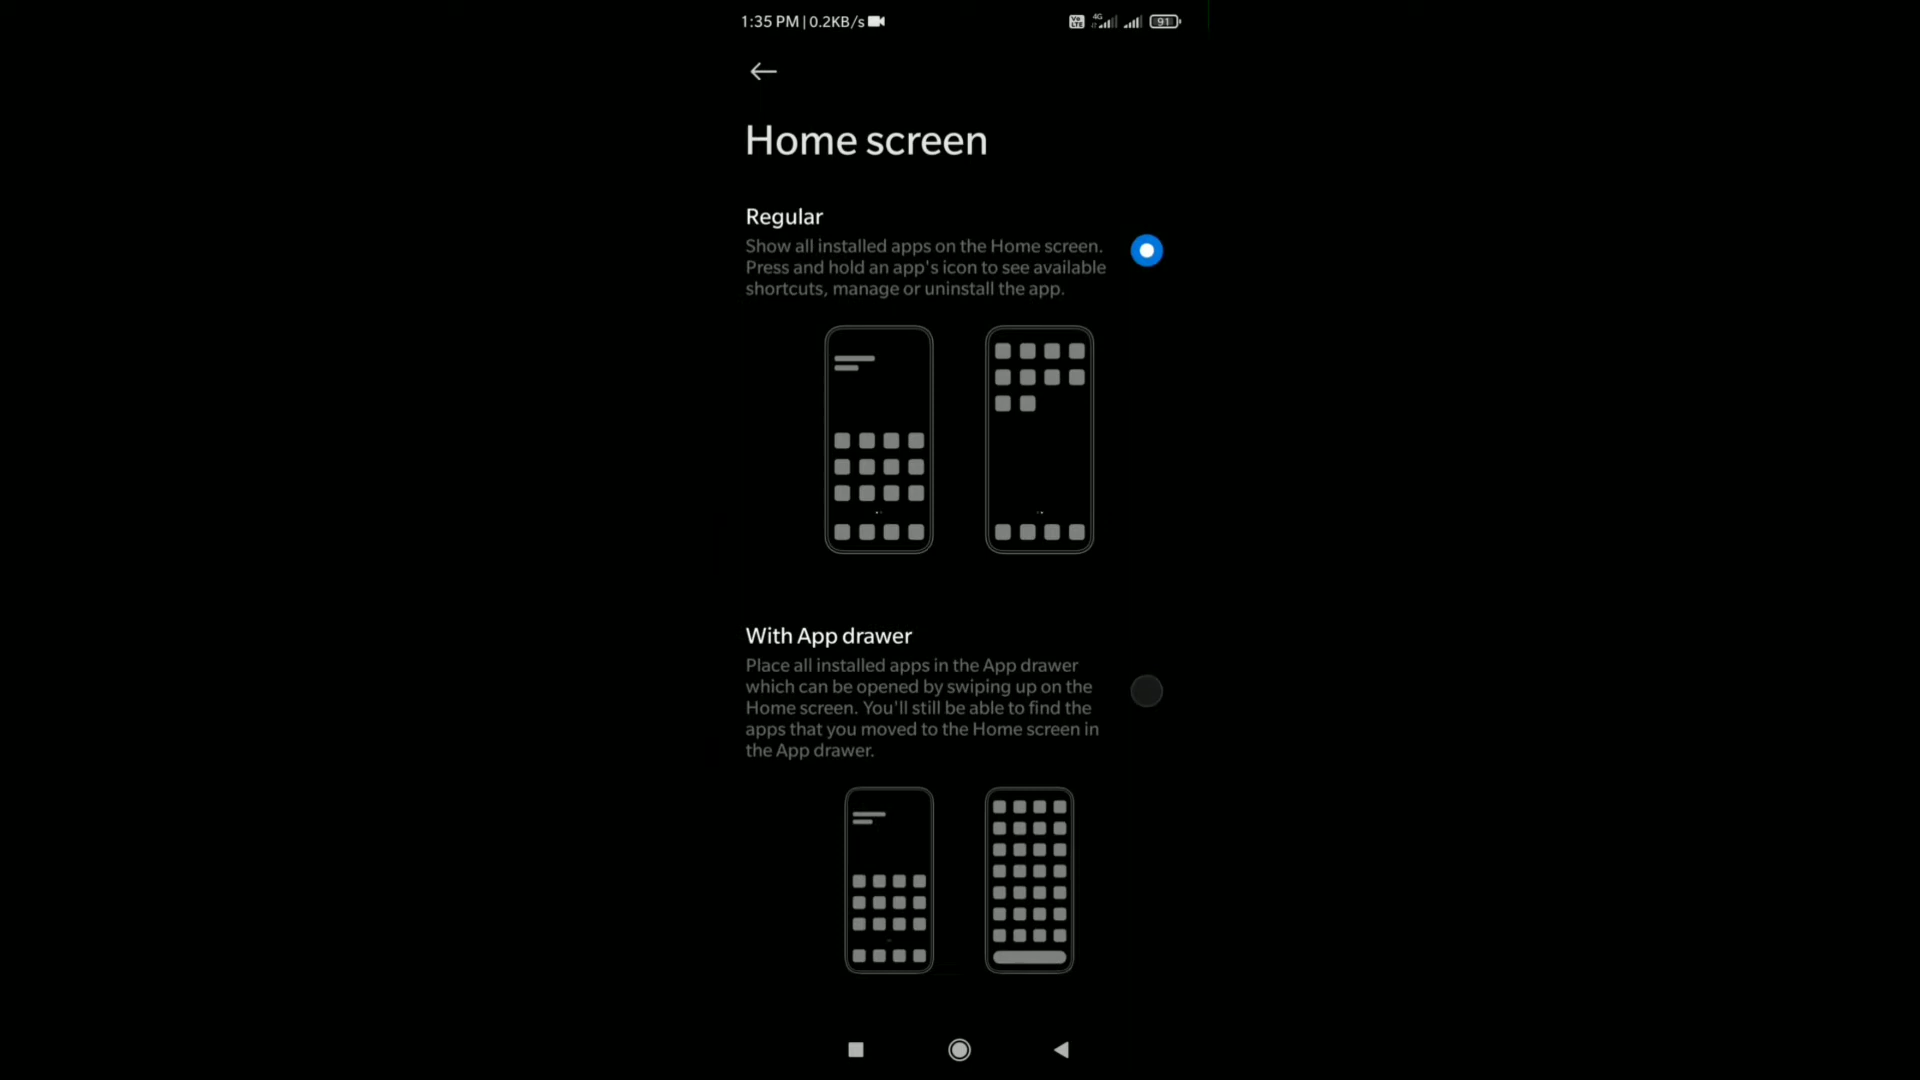 1:35 PM | 0.2KB/s
Vo LTE 4G 91
Home screen
Regular
Show all installed apps on the Home screen.
Press and hold an app's icon to see available
shortcuts, manage or uninstall the app.
With App drawer
Place all installed apps in the App drawer
which can be opened by swiping up on the
Home screen. You'll still be able to find the
apps that you moved to the Home screen in
the App drawer.